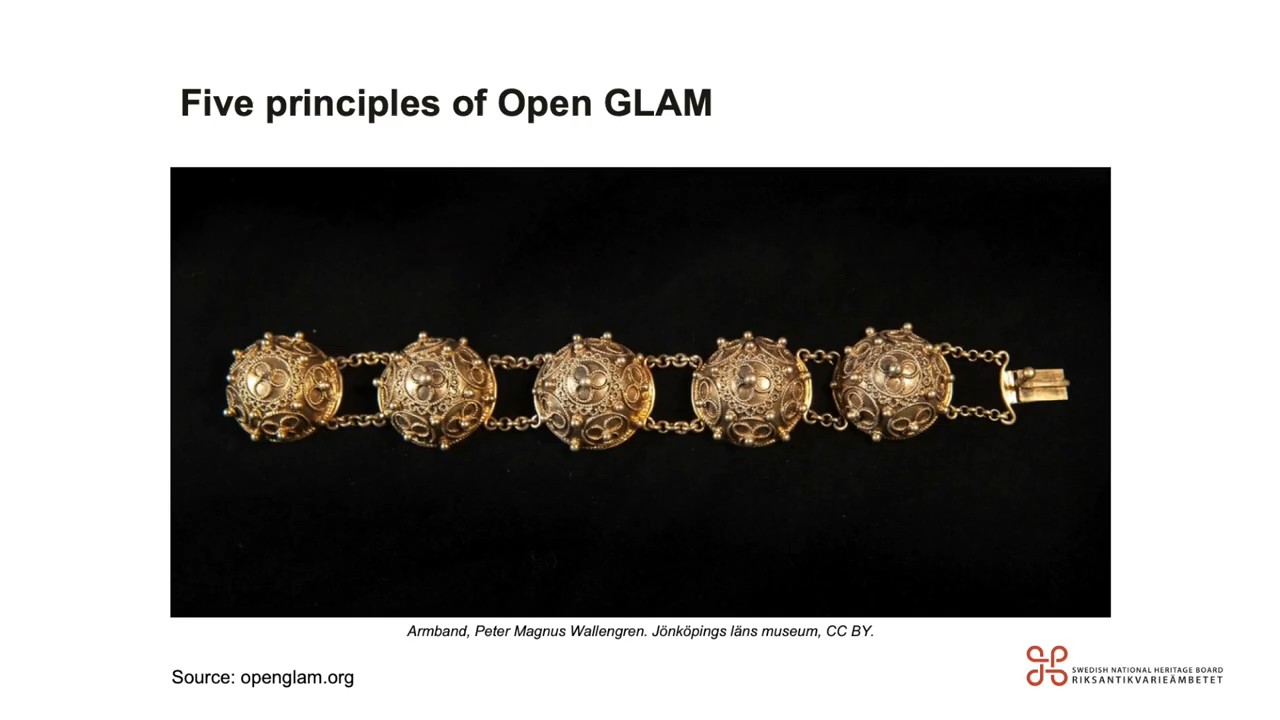 Five principles of Open GLAM
Armband, Peter Magnus Wallengren. Jönköpings läns museum, CC BY.
Source: openglam.org
SWEDISH NATIONAL HERITAGE BOARD
RIKSANTIKVARIEÄMBETET